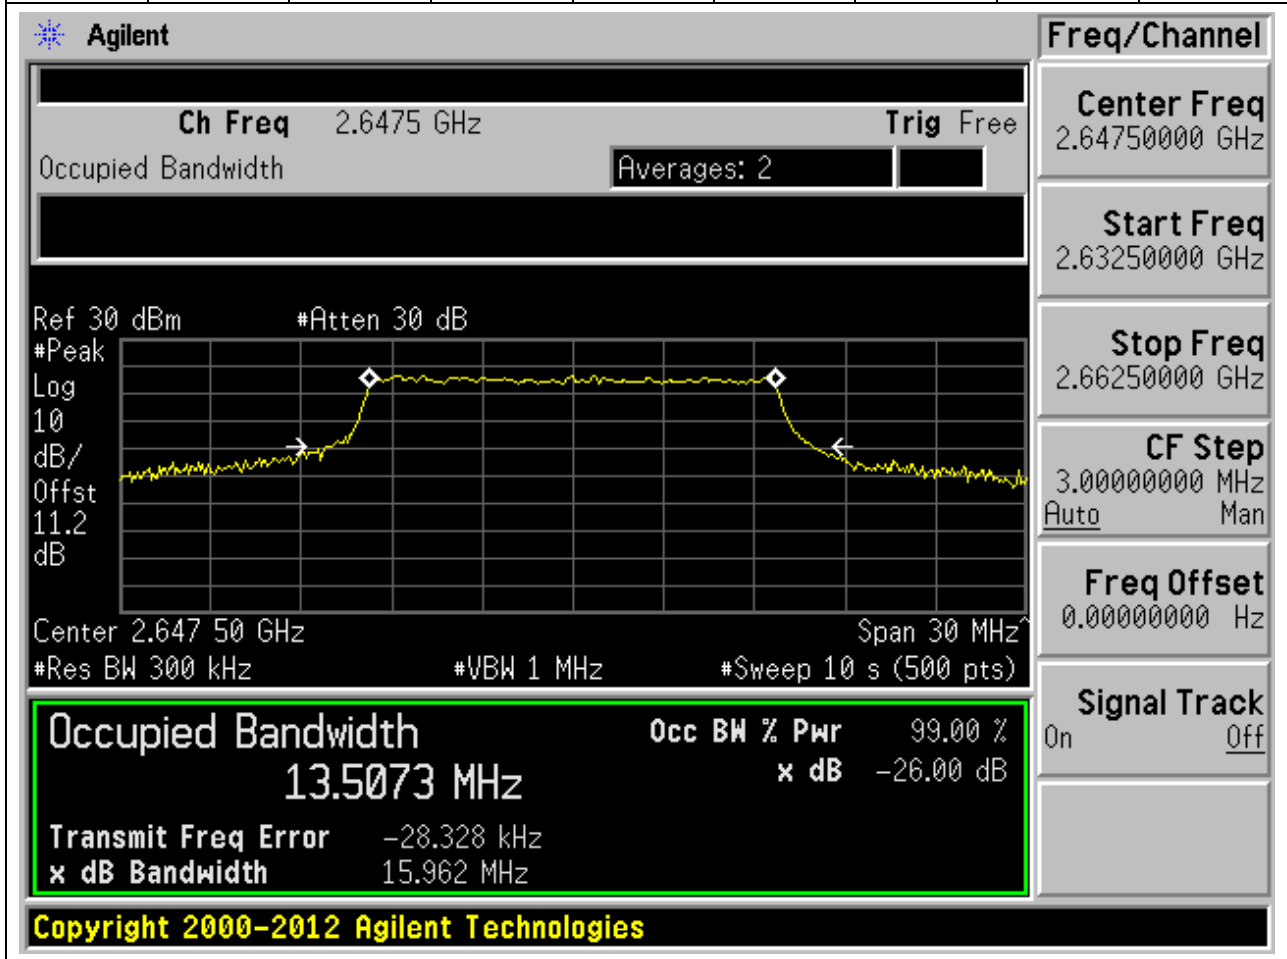 Agilent
Freq/Channel
Ch Freq 2.6475 GHz Trig Free
Occupied Bandwidth Averages: 2
Center Freq
2.64750000 GHz
Start Freq
2.63250000 GHz
Stop Freq
2.66250000 GHz
CF Step
3.00000000 MHz
Auto Man
Freq Offset
0.00000000 Hz
Signal Track
On Off
Ref 30 dBm #Atten 30 dB
#Peak
Log
10
dB/
Offst
11.2
dB
Center 2.647 50 GHz Span 30 MHz^
#Res BW 300 kHz #VBW 1 MHz #Sweep 10 s (500 pts)
Occupied Bandwidth Occ BW % Pwr 99.00 %
13.5073 MHz x dB -26.00 dB
Transmit Freq Error -28.328 kHz
x dB Bandwidth 15.962 MHz
Copyright 2000-2012 Agilent Technologies